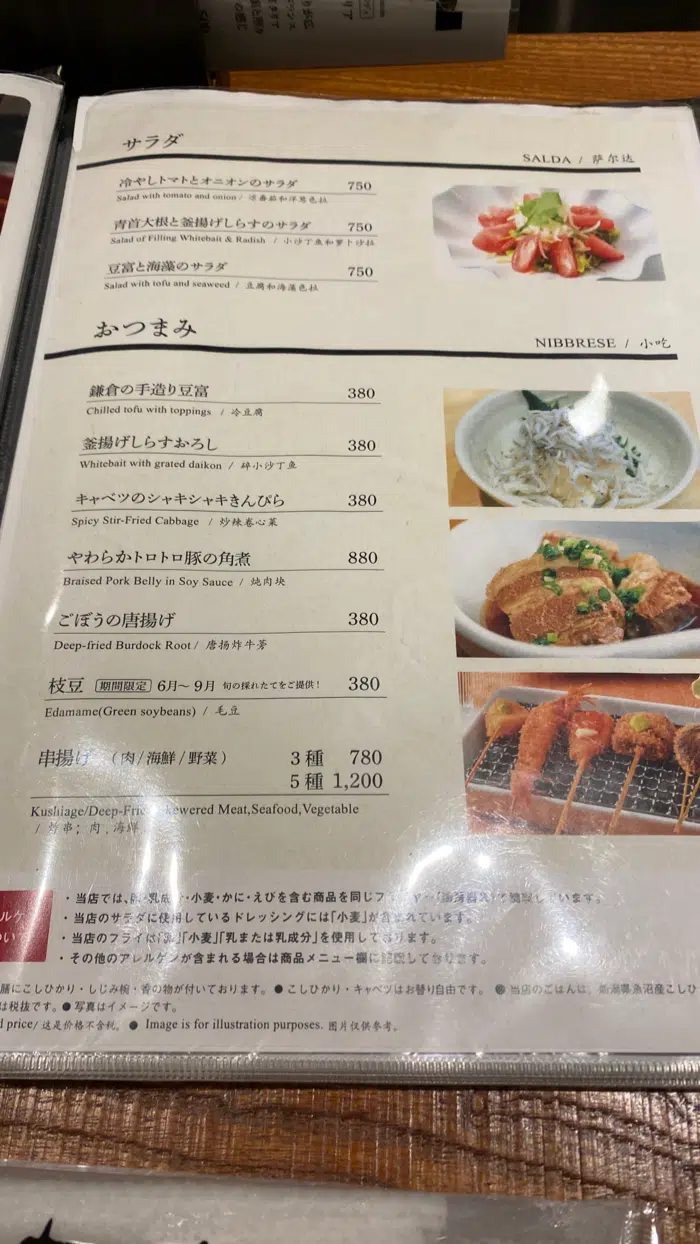 サラダ
SALDA / 萨尔达
冷やしトマトとオニオンのサラダ 750
Salad with tomato and onion /
青首大根と釜揚げしらすのサラダ 750
Salad of Filling Whitebait & Radish / 小沙丁鱼和萝卜沙拉
豆富と海藻のサラダ 750
Salad with tofu and seaweed / 豆腐和海藻色拉
おつまみ
NIBBRESE / 小吃
鎌倉の手造り豆富 380
Chilled tofu with toppings / 冷豆腐
釜揚げしらすおろし 380
Whitebait with grated daikon / 碎小沙丁鱼
キャベツのシャキシャキきんぴら 380
Spicy Stir-Fried Cabbage / 炒辣卷心菜
やわらかトロトロ豚の角煮 880
Braised Pork Belly in Soy Sauce / 炖肉块
ごぼうの唐揚げ 380
Deep-fried Burdock Root / 唐扬炸牛蒡
枝豆 期間限定 6月〜9月 旬の採れたてをご提供! 380
Edamame(Green soybeans) / 毛豆
串揚げ (肉/海鮮/野菜) 3種 780
5種 1,200
Kushiage/Deep-Fried Skewered Meat,Seafood,Vegetable
/ 炸串; 肉,海鲜
・当店では、卵・乳成分・小麦・かに・えびを含む商品を同じフ
・当店のサラダに使用しているドレッシングには「小麦」が含まれています。
・当店のフライは「卵」「小麦」「乳または乳成分」を使用しております。
・その他のアレルゲンが含まれる場合は商品メニュー欄に記載しております。
膳にこしひかり・しじみ椀・香の物が付いております。 ● こしひかり・キャベツはお替り自由です。 ● 当店のごはんは、新潟県魚沼産こしひ
は税抜です。 ● 写真はイメージです。
d price/ 这是价格不含税。 ● Image is for illustration purposes. 图片仅供参考。